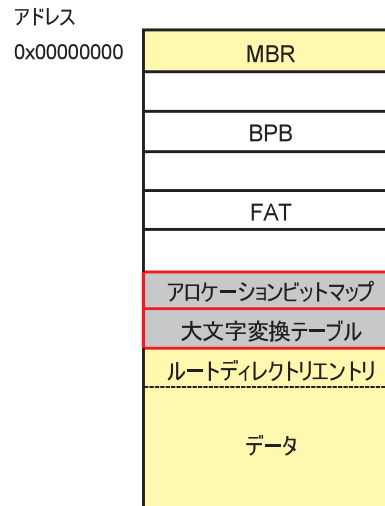 アドレス
0x00000000
MBR
BPB
FAT
アロケーションビットマップ
大文字変換テーブル
ルートディレクトリエントリ
データ